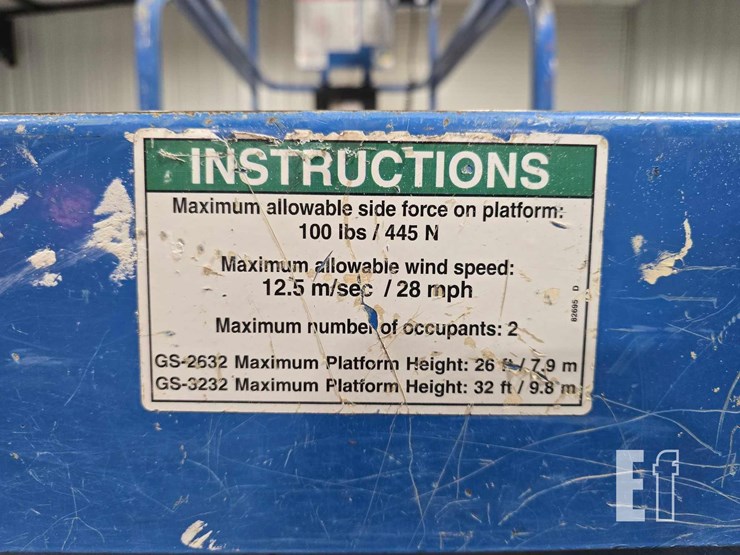 INSTRUCTIONS
Maximum allowable side force on platform:
100 lbs / 445 N
Maximum allowable wind speed:
12.5 m/sec / 28 mph
Maximum number of occupants: 2
GS-2632 Maximum Platform Height: 26 ft / 7.9 m
GS-3232 Maximum Platform Height: 32 ft / 9.8 m
82695 D
Ef